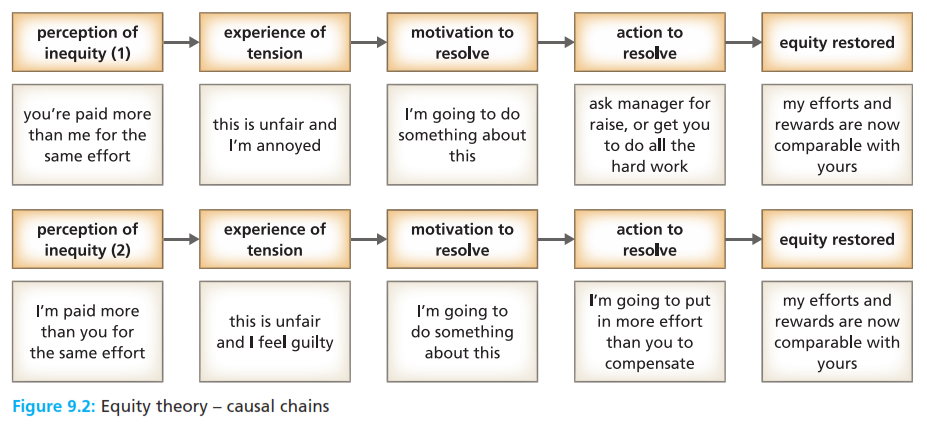 perception of
inequity (1)
experience of
tension
motivation to
resolve
action to
resolve
equity restored
you're paid more
than me for the
same effort
this is unfair and
I'm annoyed
I'm going to do
something about
this
ask manager for
raise, or get you
to do all the
hard work
my efforts and
rewards are now
comparable with
yours
perception of
inequity (2)
experience of
tension
motivation to
resolve
action to
resolve
equity restored
I'm paid more
than you for
the same effort
this is unfair
and I feel guilty
I'm going to
do something
about this
I'm going to put
in more effort
than you to
compensate
my efforts and
rewards are now
comparable with
yours
Figure 9.2: Equity theory – causal chains